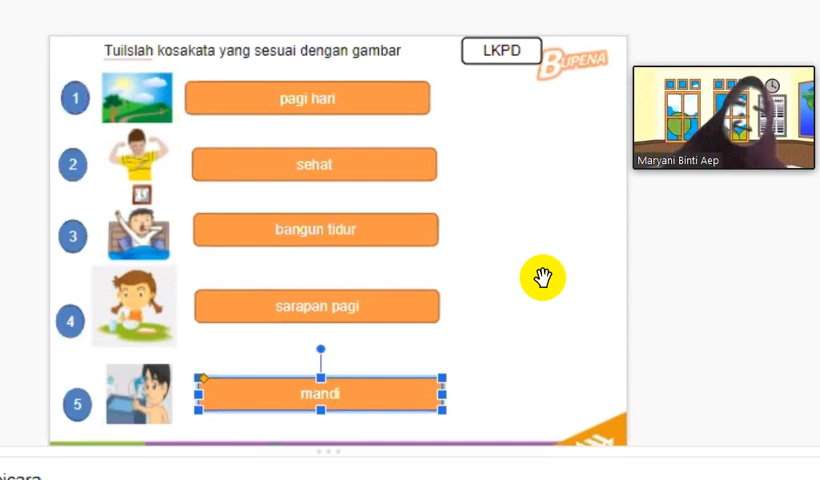 Tuilslah kosakata yang sesuai dengan gambar
LKPD
BUPENA
1
pagi hari
2
sehat
3
bangun tidur
4
sarapan pagi
5
mandi
Maryani Binti Aep